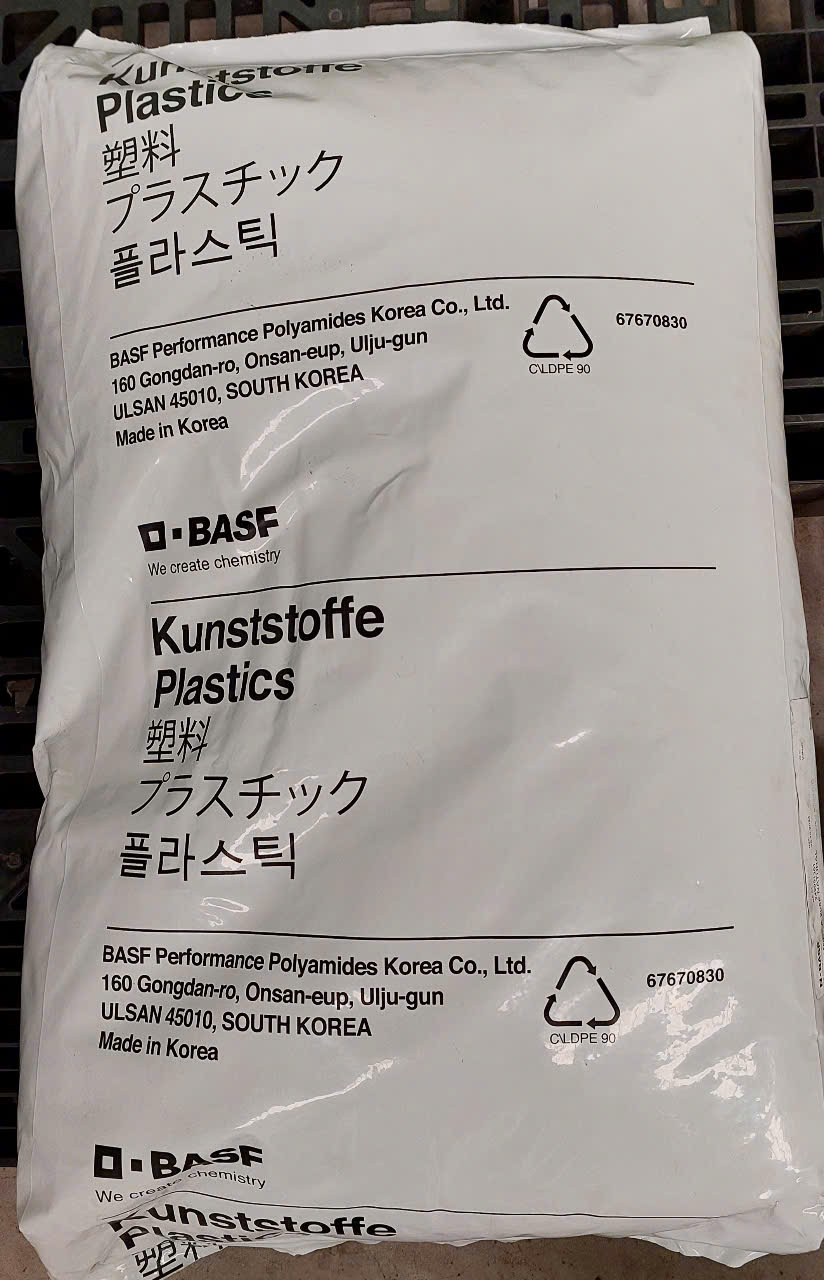 Kunststoffe
Plastics
塑料
プラスチック
플라스틱
BASF Performance Polyamides Korea Co., Ltd.
160 Gongdan-ro, Onsan-eup, Ulju-gun
ULSAN 45010, SOUTH KOREA
Made in Korea
67670830
C\LDPE 90
BASF
We create chemistry
Kunststoffe
Plastics
塑料
プラスチック
플라스틱
BASF Performance Polyamides Korea Co., Ltd.
160 Gongdan-ro, Onsan-eup, Ulju-gun
ULSAN 45010, SOUTH KOREA
Made in Korea
67670830
C\LDPE 90
BASF
We create chemistry
Kunststoffe
Plastics
塑料